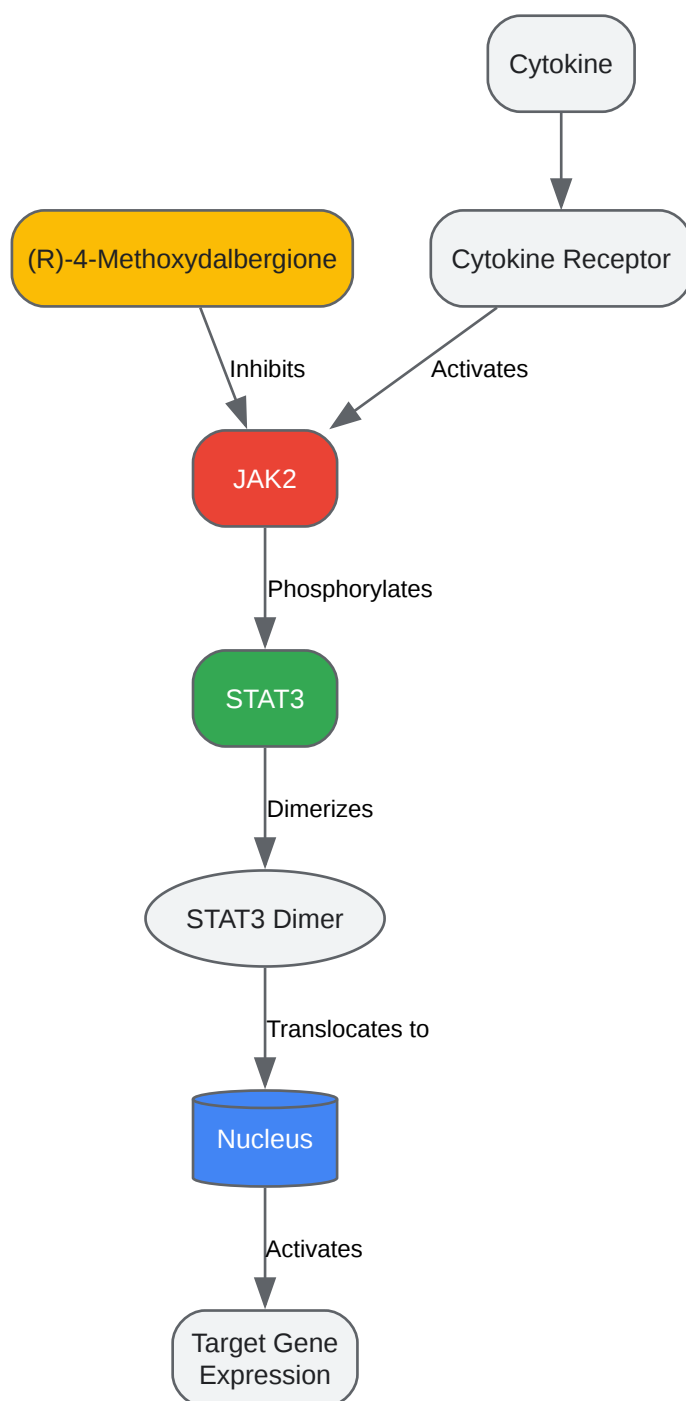 Cytokine
(R)-4-Methoxydalbergione
Cytokine Receptor
Inhibits
Activates
JAK2
Phosphorylates
STAT3
Dimerizes
STAT3 Dimer
Translocates to
Nucleus
Activates
Target Gene
Expression